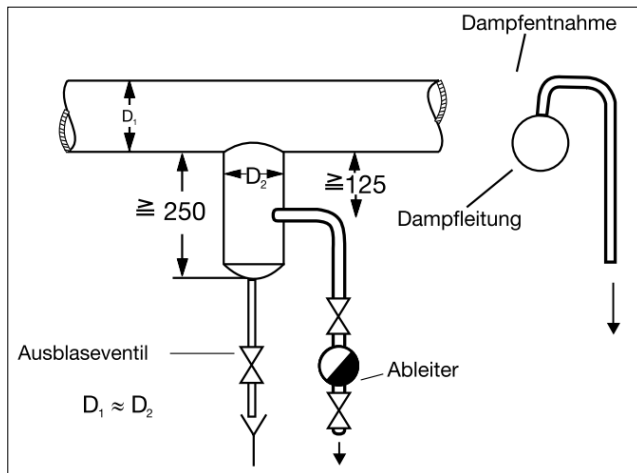 Dampfentnahme
D₁
D₂
≧ 125
≧ 250
Dampfleitung
Ausblaseventil
Ableiter
D₁ ≈ D₂